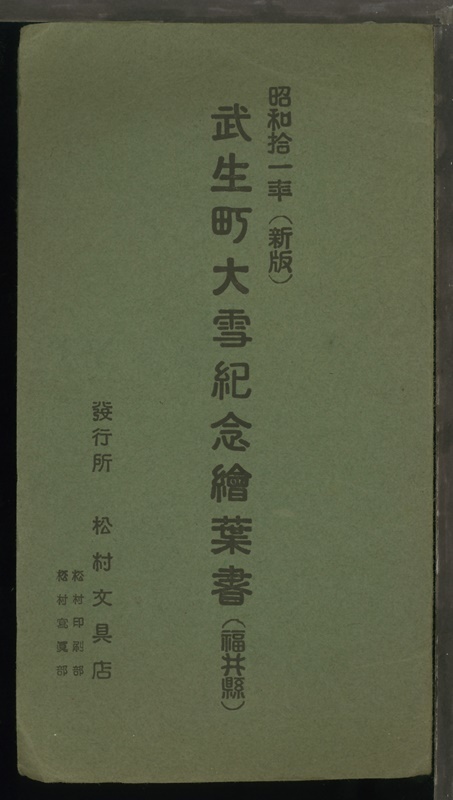 昭和拾一年(新版)
武生町大雪紀念繪葉書(福井縣)
發行所 松村文具店
松村印刷部
松村寫眞部